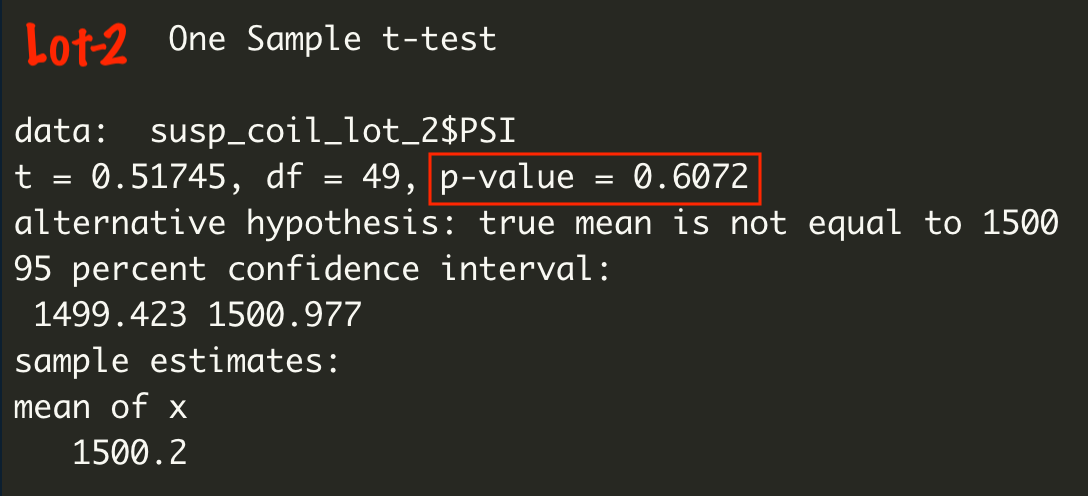 Lot-2 One Sample t-test
data:  susp_coil_lot_2$PSI
t = 0.51745, df = 49, p-value = 0.6072
alternative hypothesis: true mean is not equal to 1500
95 percent confidence interval:
 1499.423 1500.977
sample estimates:
mean of x
   1500.2